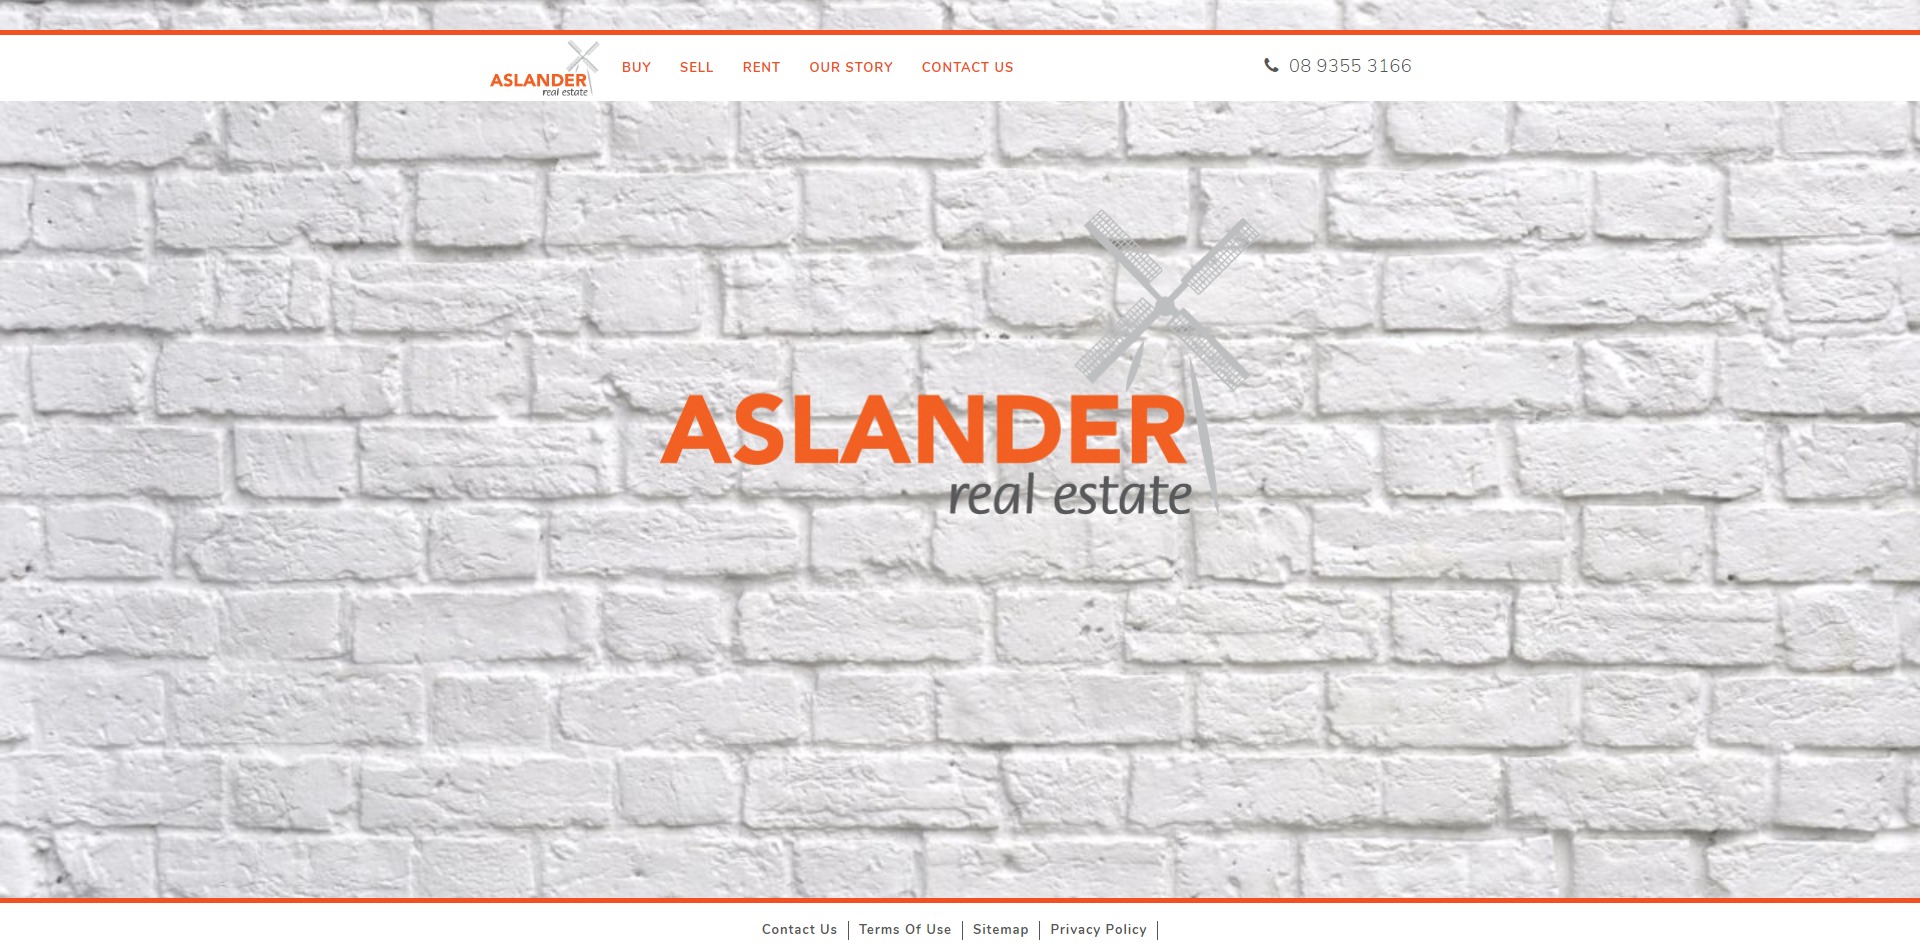 ASLANDER
real estate
BUY SELL RENT OUR STORY CONTACT US
08 9355 3166
ASLANDER
real estate
Contact Us Terms Of Use Sitemap Privacy Policy